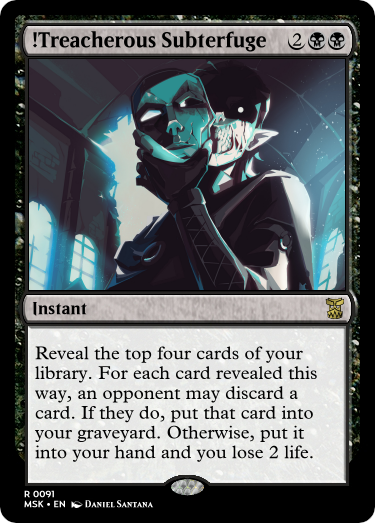 !Treacherous Subterfuge 2
Instant
Reveal the top four cards of your
library. For each card revealed this
way, an opponent may discard a
card. If they do, put that card into
your graveyard. Otherwise, put it
into your hand and you lose 2 life.
R 0091
MSK • EN Daniel Santana